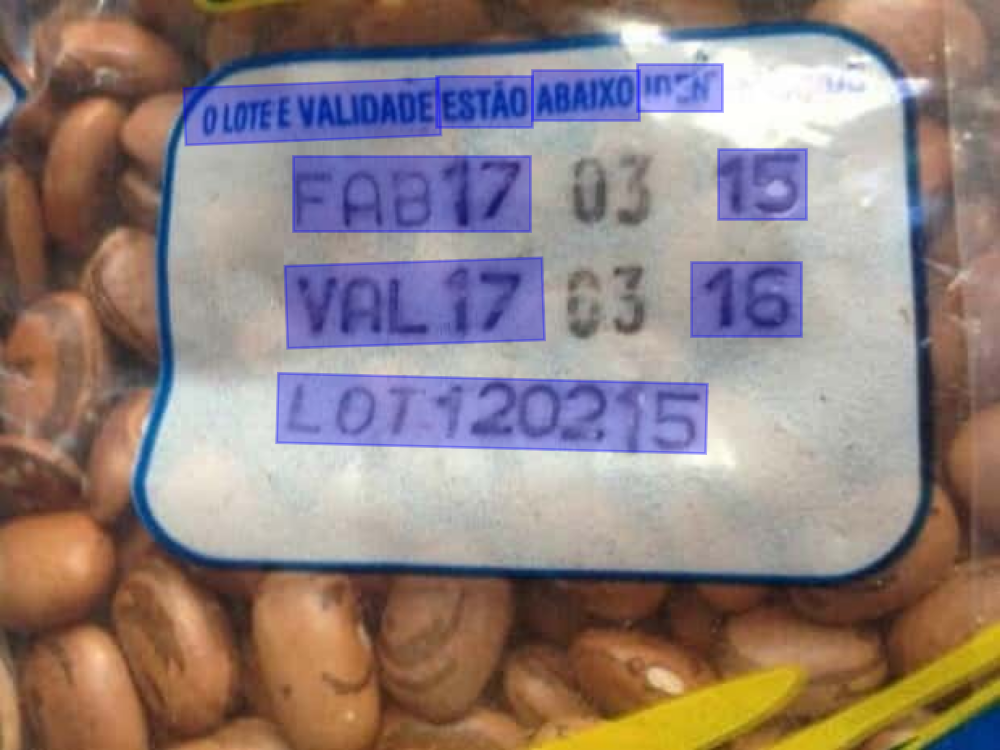 O LOTE E VALIDADE ESTÃO ABAIXO
FAB 17 03 15
VAL 17 03 16
LOT 120215